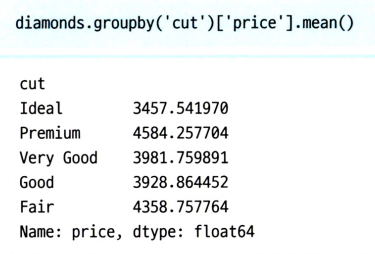 diamonds.groupby('cut')['price'].mean()
cut
Ideal 3457.541970
Premium 4584.257704
Very Good 3981.759891
Good 3928.864452
Fair 4358.757764
Name: price, dtype: float64